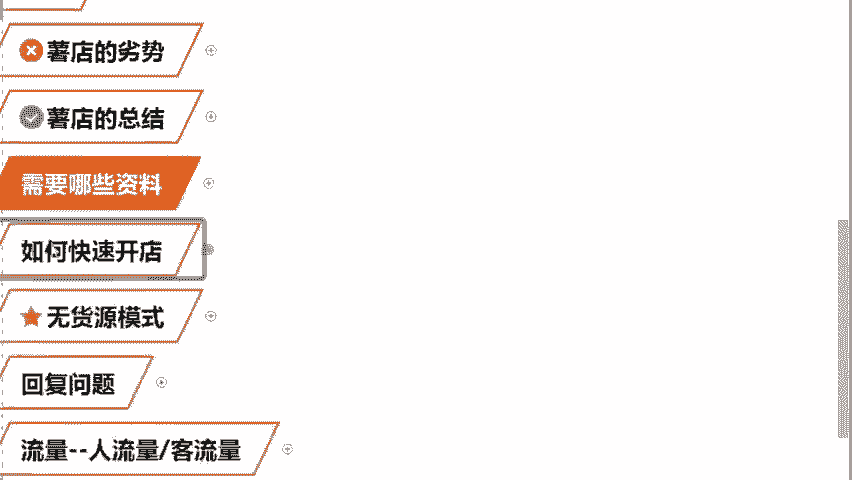 薯店的劣势
薯店的总结
需要哪些资料
如何快速开店
无货源模式
回复问题
流量--人流量/客流量